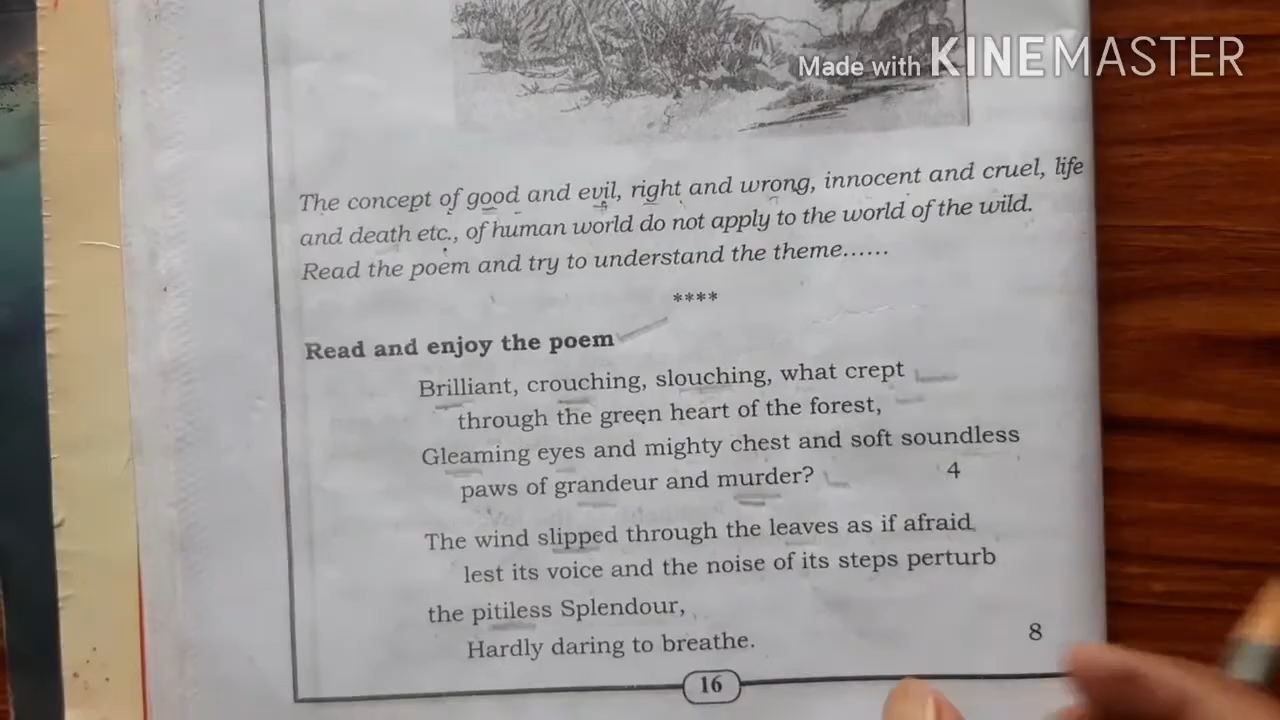 Made with KINEMASTER
The concept of good and evil, right and wrong, innocent and cruel, life
and death etc., of human world do not apply to the world of the wild.
Read the poem and try to understand the theme......
****
Read and enjoy the poem
Brilliant, crouching, slouching, what crept
through the green heart of the forest,
Gleaming eyes and mighty chest and soft soundless
paws of grandeur and murder? 4
The wind slipped through the leaves as if afraid
lest its voice and the noise of its steps perturb
the pitiless Splendour,
Hardly daring to breathe. 8
16